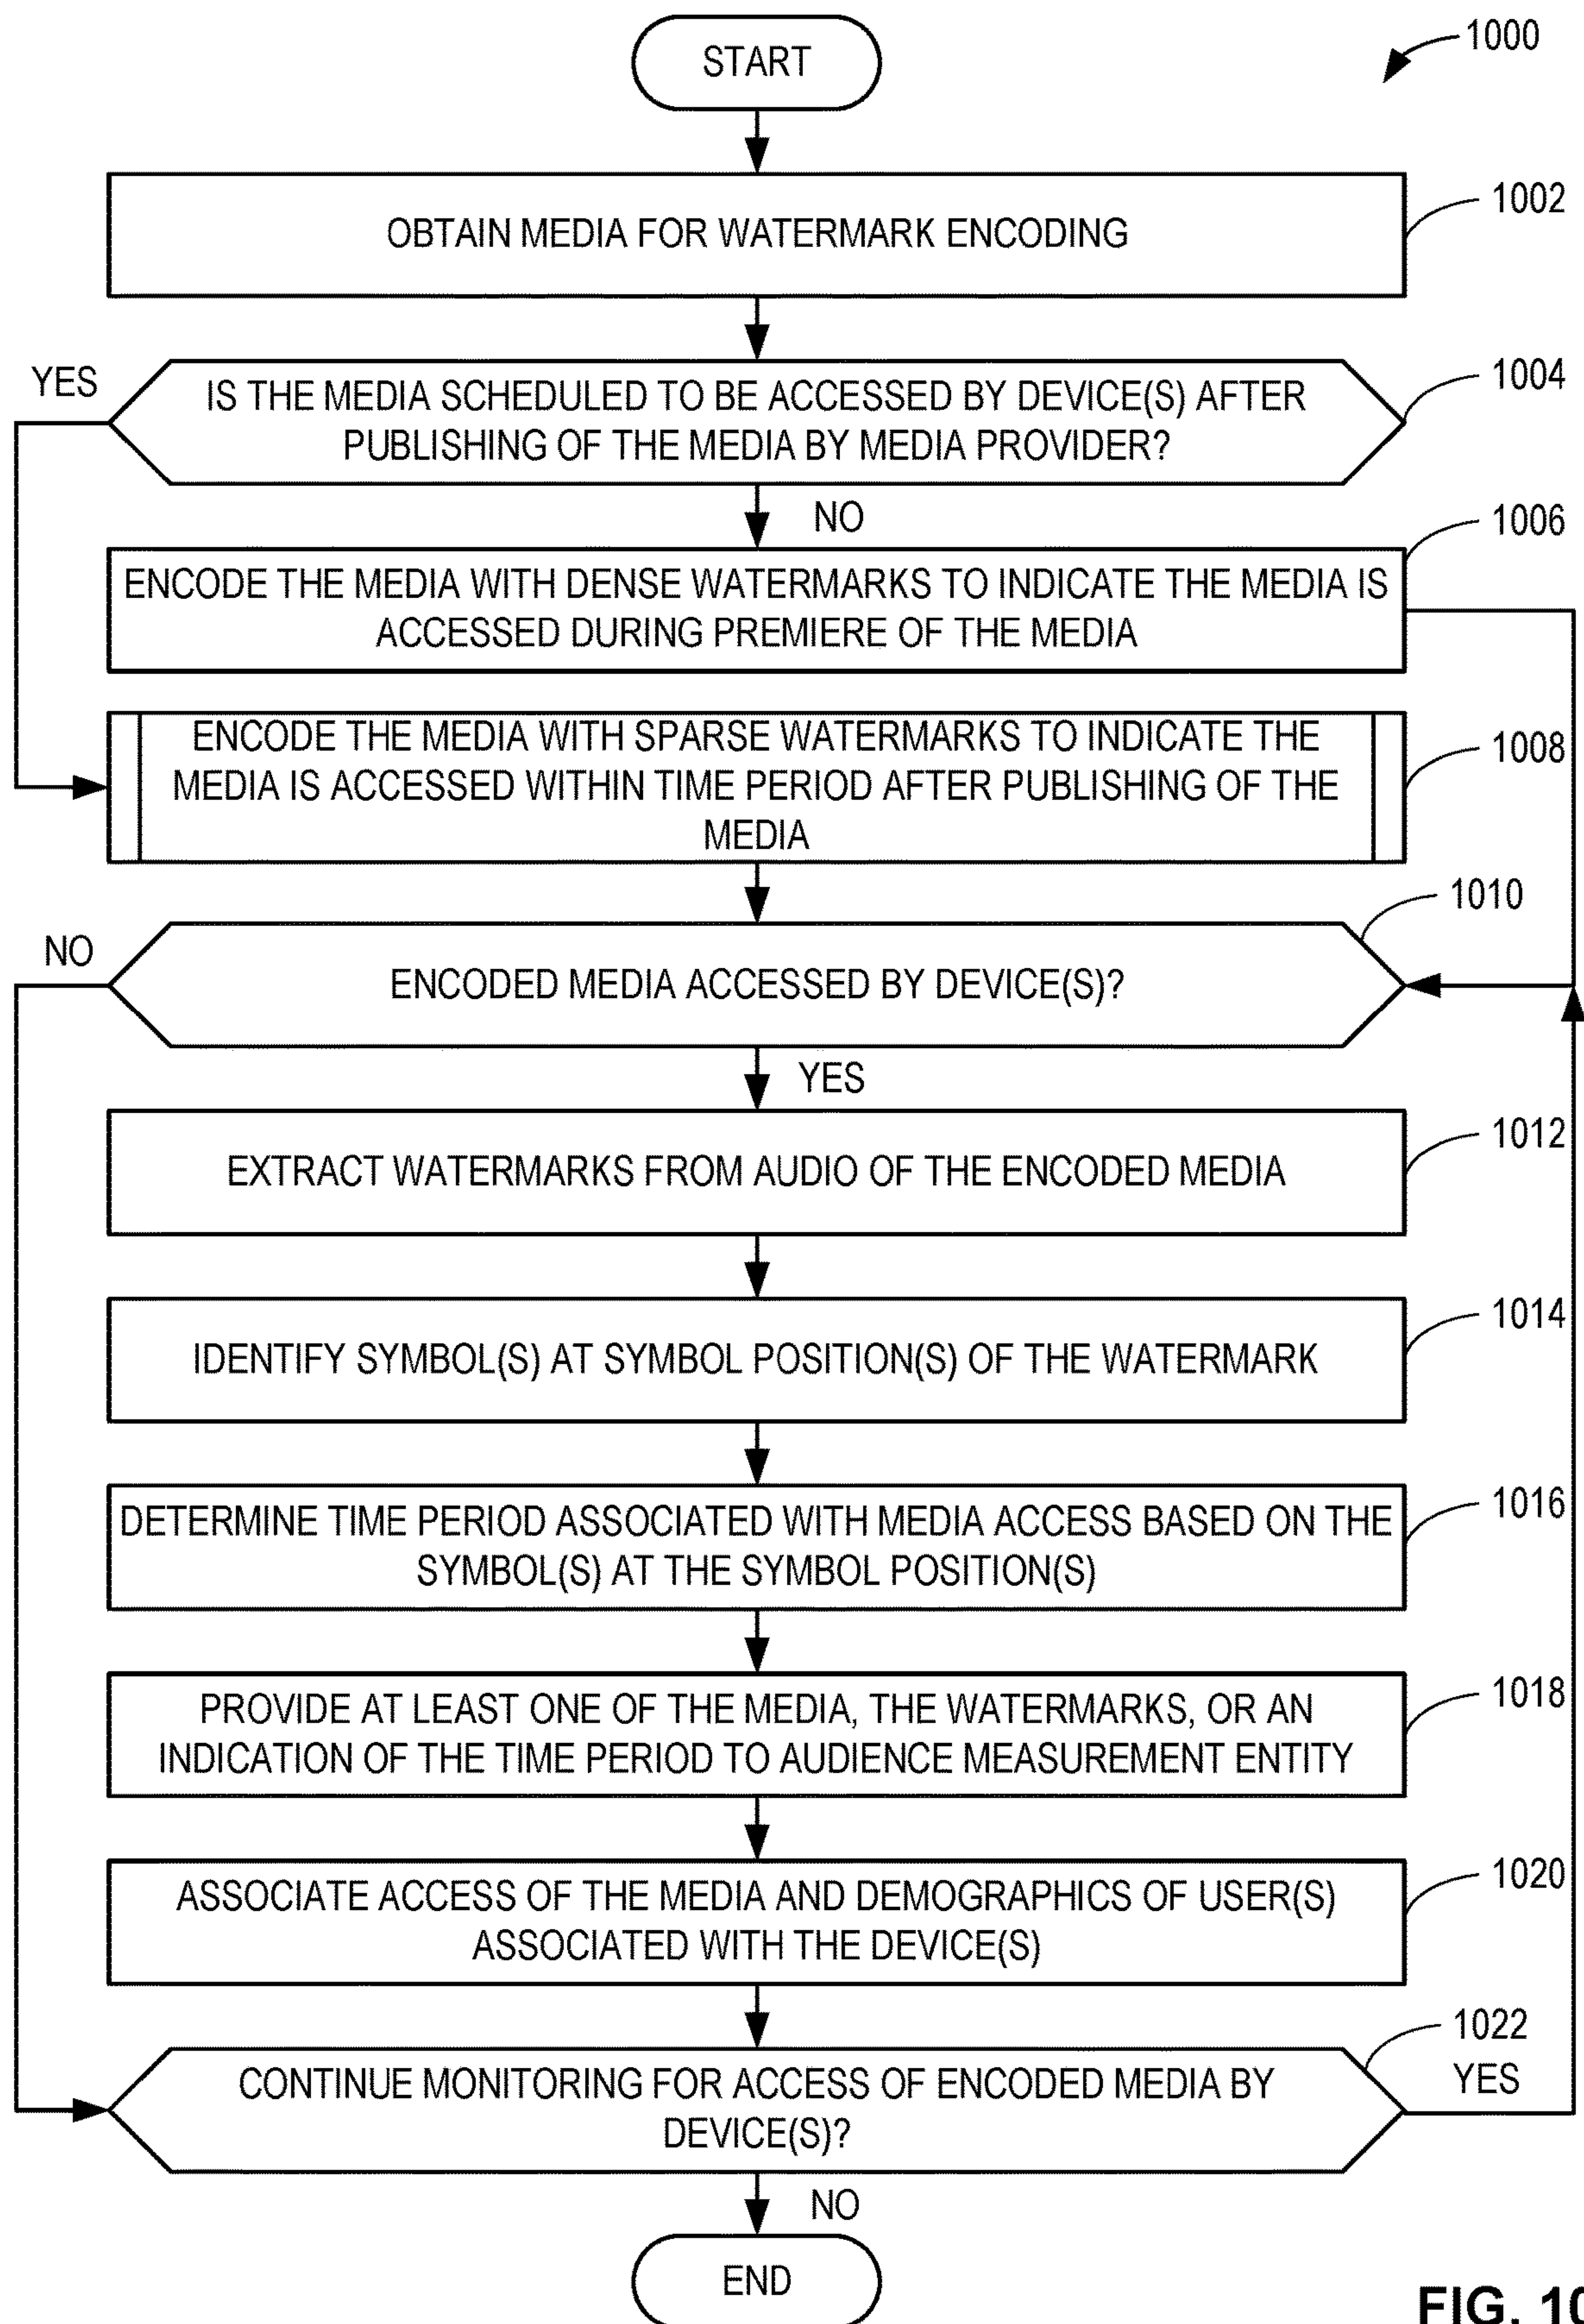 START
1000
OBTAIN MEDIA FOR WATERMARK ENCODING
1002
YES
IS THE MEDIA SCHEDULED TO BE ACCESSED BY DEVICE(S) AFTER
PUBLISHING OF THE MEDIA BY MEDIA PROVIDER?
1004
NO
ENCODE THE MEDIA WITH DENSE WATERMARKS TO INDICATE THE MEDIA IS
ACCESSED DURING PREMIERE OF THE MEDIA
1006
ENCODE THE MEDIA WITH SPARSE WATERMARKS TO INDICATE THE
MEDIA IS ACCESSED WITHIN TIME PERIOD AFTER PUBLISHING OF THE
MEDIA
1008
1010
NO
ENCODED MEDIA ACCESSED BY DEVICE(S)?
YES
EXTRACT WATERMARKS FROM AUDIO OF THE ENCODED MEDIA
1012
IDENTIFY SYMBOL(S) AT SYMBOL POSITION(S) OF THE WATERMARK
1014
DETERMINE TIME PERIOD ASSOCIATED WITH MEDIA ACCESS BASED ON THE
SYMBOL(S) AT THE SYMBOL POSITION(S)
1016
PROVIDE AT LEAST ONE OF THE MEDIA, THE WATERMARKS, OR AN
INDICATION OF THE TIME PERIOD TO AUDIENCE MEASUREMENT ENTITY
1018
ASSOCIATE ACCESS OF THE MEDIA AND DEMOGRAPHICS OF USER(S)
ASSOCIATED WITH THE DEVICE(S)
1020
1022
CONTINUE MONITORING FOR ACCESS OF ENCODED MEDIA BY
DEVICE(S)?
YES
NO
END
FIG. 10